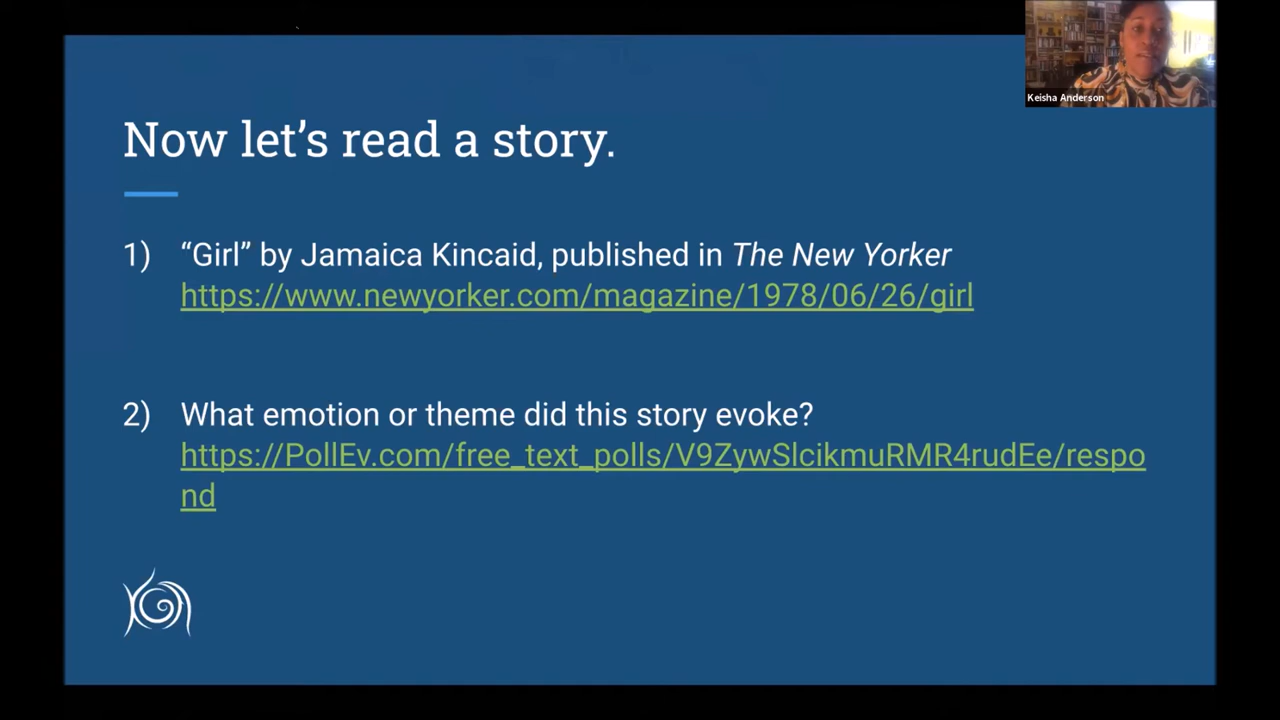 Keisha Anderson
Now let's read a story.
1) “Girl” by Jamaica Kincaid, published in The New Yorker
https://www.newyorker.com/magazine/1978/06/26/girl
2) What emotion or theme did this story evoke?
https://PollEv.com/free_text_polls/V9ZywSlcikmuRMR4rudEe/respo
nd